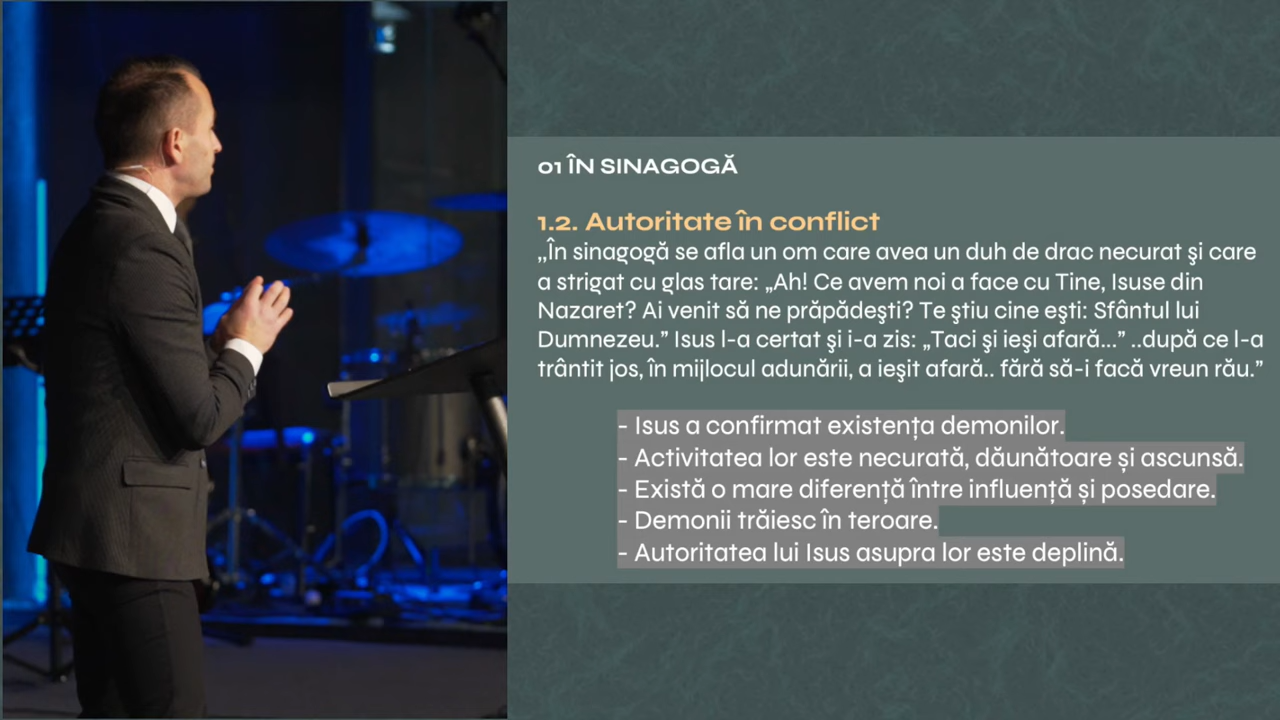 01 ÎN SINAGOGĂ
1.2. Autoritate în conflict
„În sinagogă se afla un om care avea un duh de drac necurat şi care
a strigat cu glas tare: „Ah! Ce avem noi a face cu Tine, Isuse din
Nazaret? Ai venit să ne prăpădeşti? Te ştiu cine eşti: Sfântul lui
Dumnezeu.” Isus l-a certat şi i-a zis: „Taci şi ieşi afară...” ..după ce l-a
trântit jos, în mijlocul adunării, a ieşit afară.. fără să-i facă vreun rău.”
- Isus a confirmat existența demonilor.
- Activitatea lor este necurată, dăunătoare și ascunsă.
- Există o mare diferență între influență și posedare.
- Demonii trăiesc în teroare.
- Autoritatea lui Isus asupra lor este deplină.